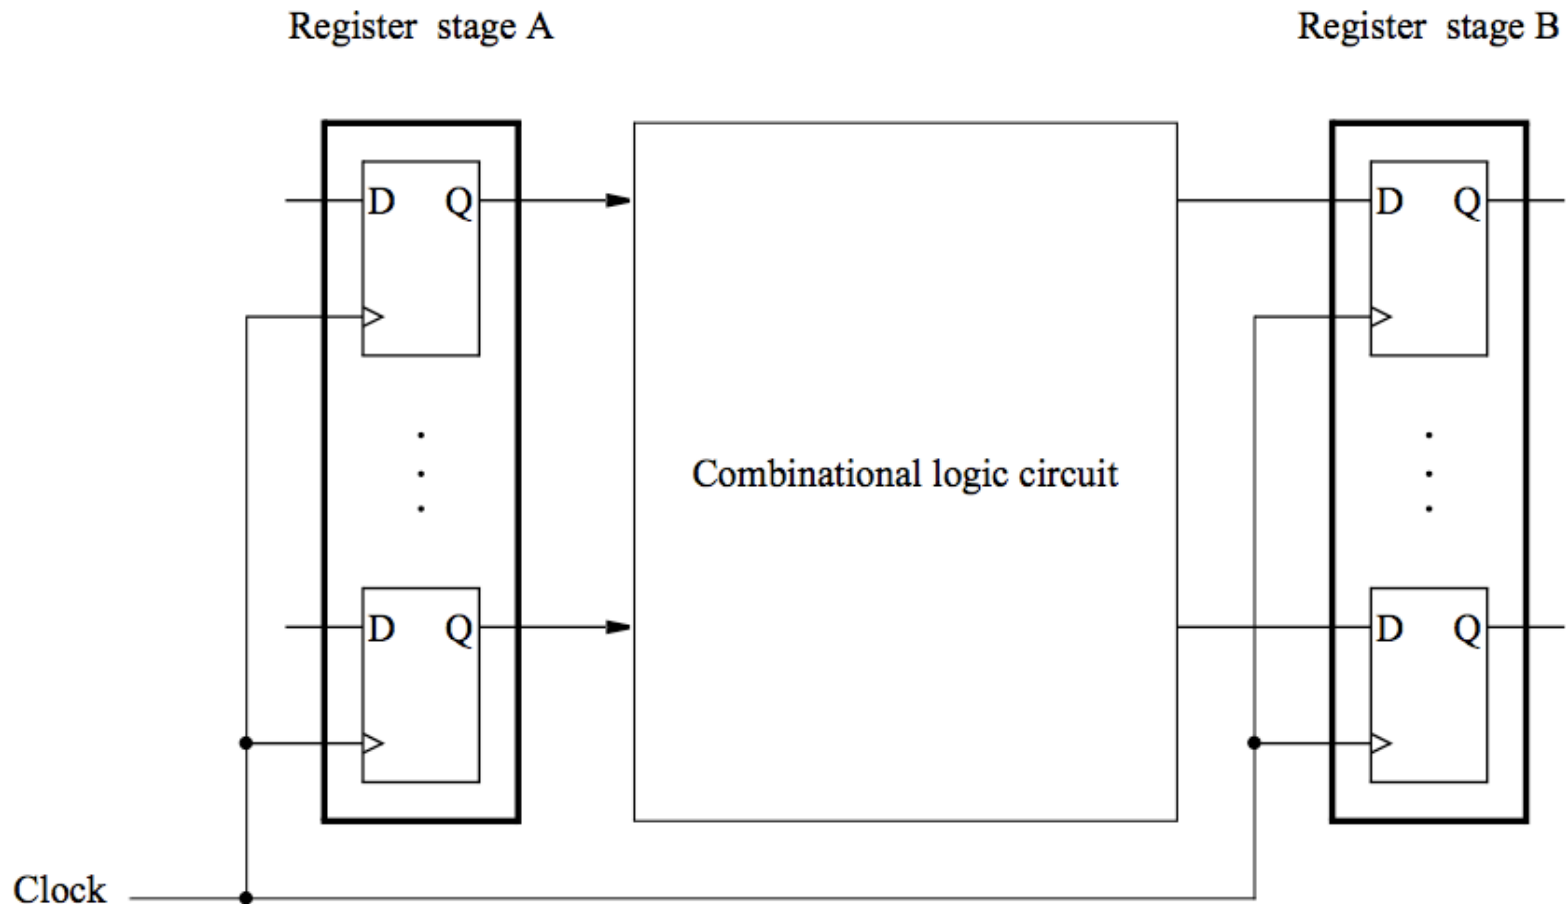 Register stage A
Register stage B
D Q
D Q
Combinational logic circuit
D Q
D Q
Clock